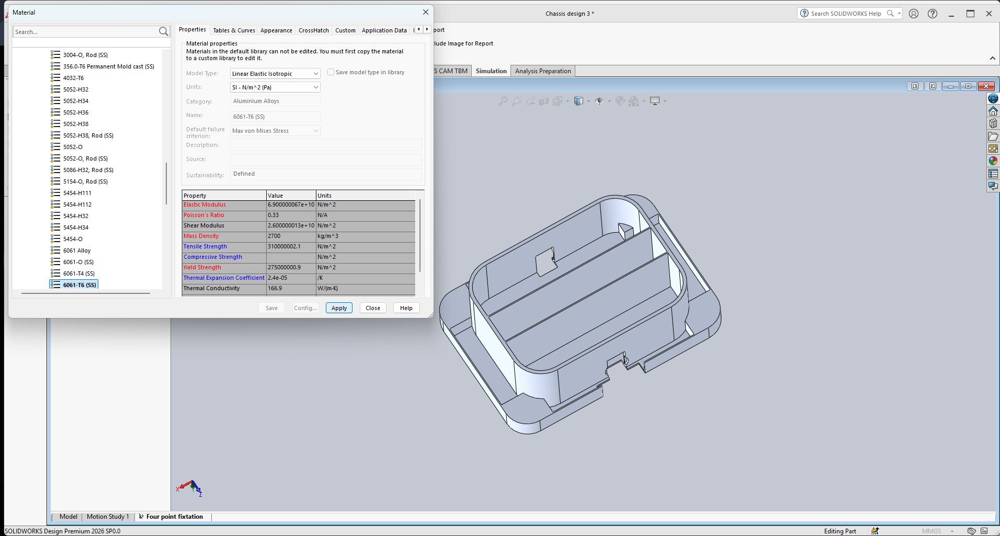 Material
Search...
3004-O, Rod (SS)
356.0-T6 Permanent Mold cast (SS)
4032-T6
5052-H32
5052-H34
5052-H36
5052-H38
5052-H38, Rod (SS)
5052-O
5052-O, Rod (SS)
5086-H32, Rod (SS)
5154-O, Rod (SS)
5454-H111
5454-H112
5454-H32
5454-H34
5454-O
6061 Alloy
6061-O (SS)
6061-T4 (SS)
6061-T6 (SS)
Properties Tables & Curves Appearance CrossHatch Custom Application Data
Material properties
Materials in the default library can not be edited. You must first copy the material
to a custom library to edit it.
Model Type: Linear Elastic Isotropic Save model type in library
Units: SI - N/m^2 (Pa)
Category: Aluminium Alloys
Name: 6061-T6 (SS)
Default failure
criterion: Max von Mises Stress
Description:
Source:
Sustainability: Defined
Property Value Units
Elastic Modulus 6.900000067e+10 N/m^2
Poisson's Ratio 0.33 N/A
Shear Modulus 2.600000013e+10 N/m^2
Mass Density 2700 kg/m^3
Tensile Strength 310000002.1 N/m^2
Compressive Strength N/m^2
Yield Strength 275000000.9 N/m^2
Thermal Expansion Coefficient 2.4e-05 /K
Thermal Conductivity 166.9 W/(m·K)
Save Config... Apply Close Help
Chassis design 3 *
Search SOLIDWORKS Help
port
lude Image for Report
S CAM TBM Simulation Analysis Preparation
X
Z
Model Motion Study 1 Four point fixtation
SOLIDWORKS Design Premium 2026 SP0.0
Editing Part
MMGS